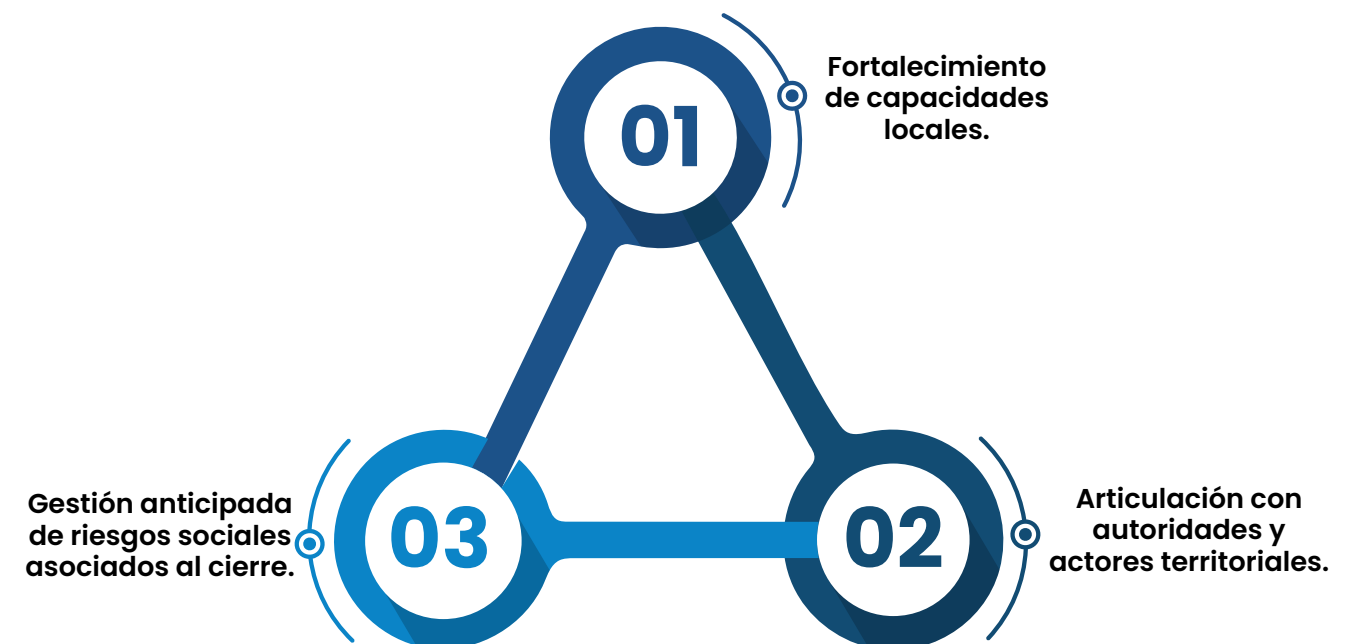 01
Fortalecimiento
de capacidades
locales.
02
Articulación con
autoridades y
actores territoriales.
03
Gestión anticipada
de riesgos sociales
asociados al cierre.